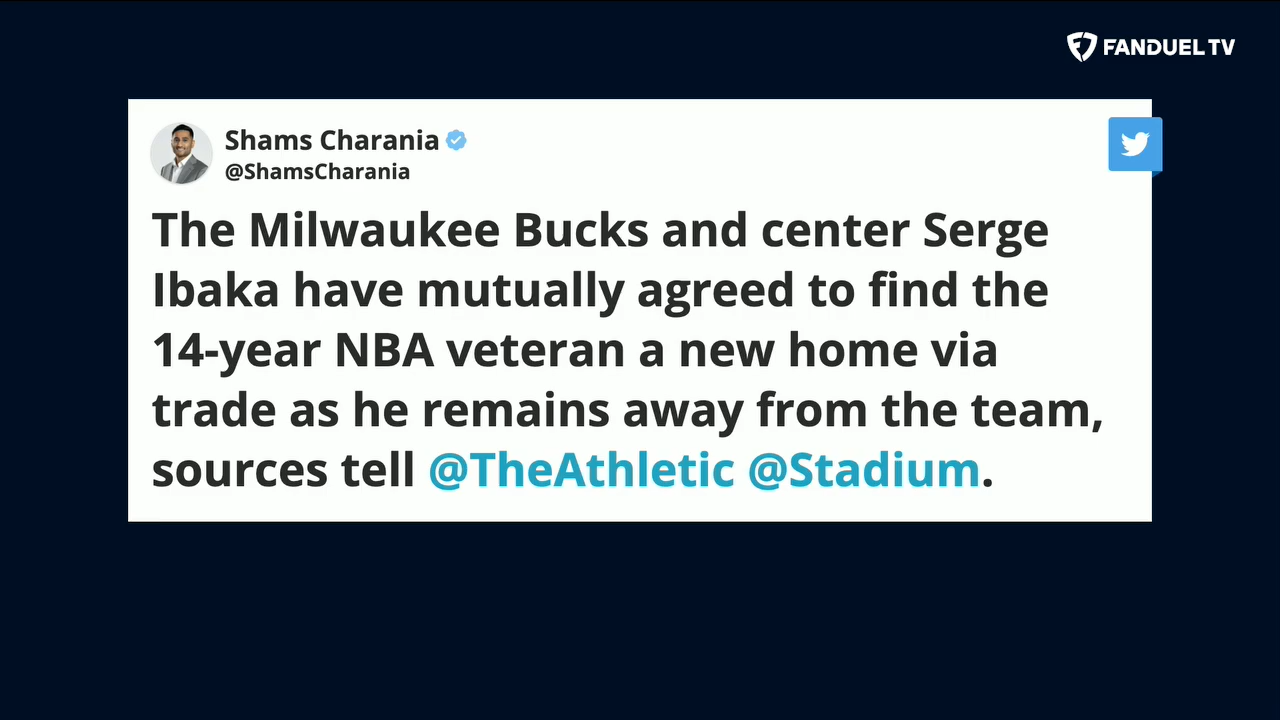 FANDUEL TV
Shams Charania
@ShamsCharania
The Milwaukee Bucks and center Serge
Ibaka have mutually agreed to find the
14-year NBA veteran a new home via
trade as he remains away from the team,
sources tell @TheAthletic @Stadium.